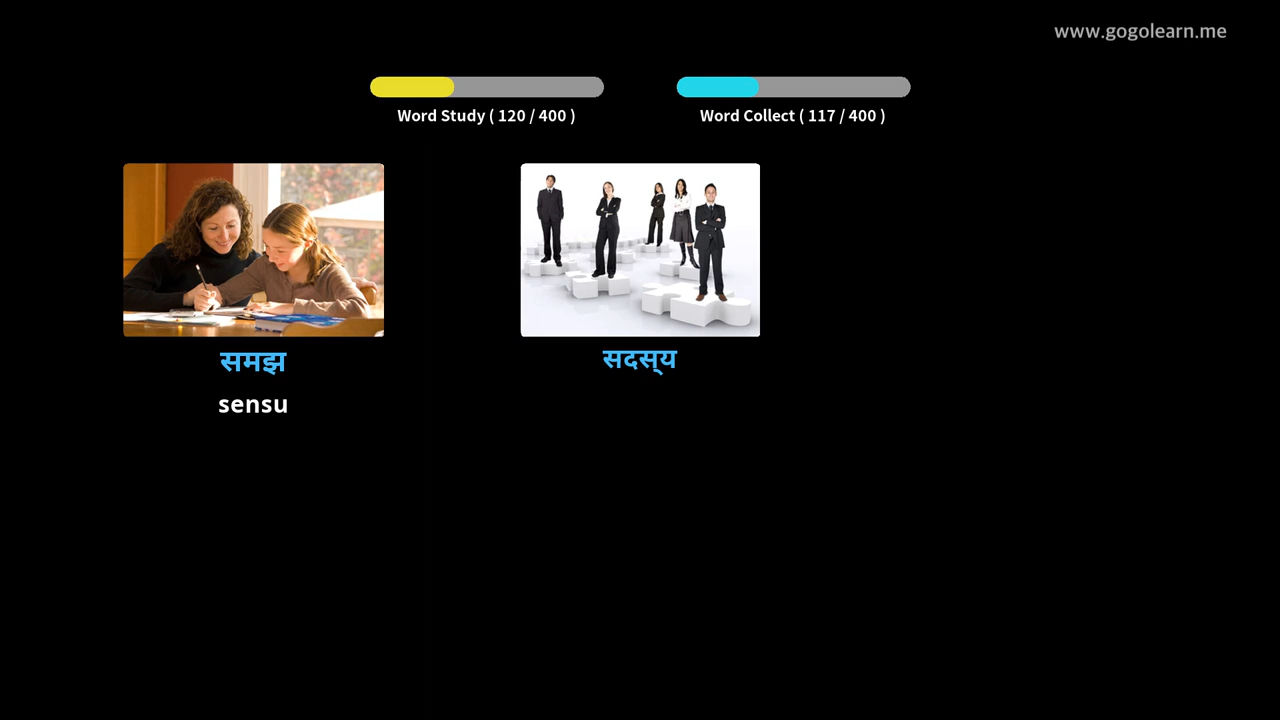 www.gogolearn.me
Word Study ( 120 / 400 )
Word Collect ( 117 / 400 )
समझ
सदस्‌य
sensu